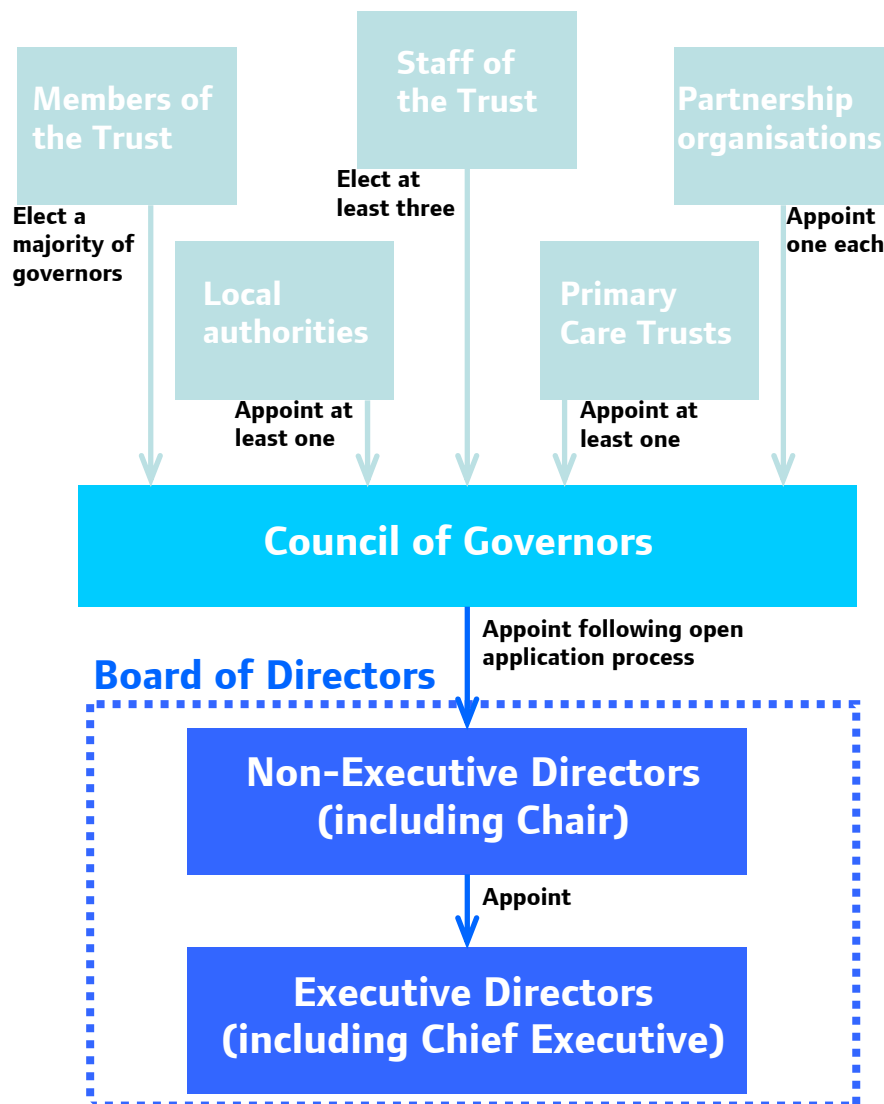 Members of
the Trust
Staff of
the Trust
Partnership
organisations
Elect a
majority of
governors
Elect at
least three
Appoint
one each
Local
authorities
Primary
Care Trusts
Appoint at
least one
Appoint at
least one
Council of Governors
Appoint following open
application process
Board of Directors
Non-Executive Directors
(including Chair)
Appoint
Executive Directors
(including Chief Executive)